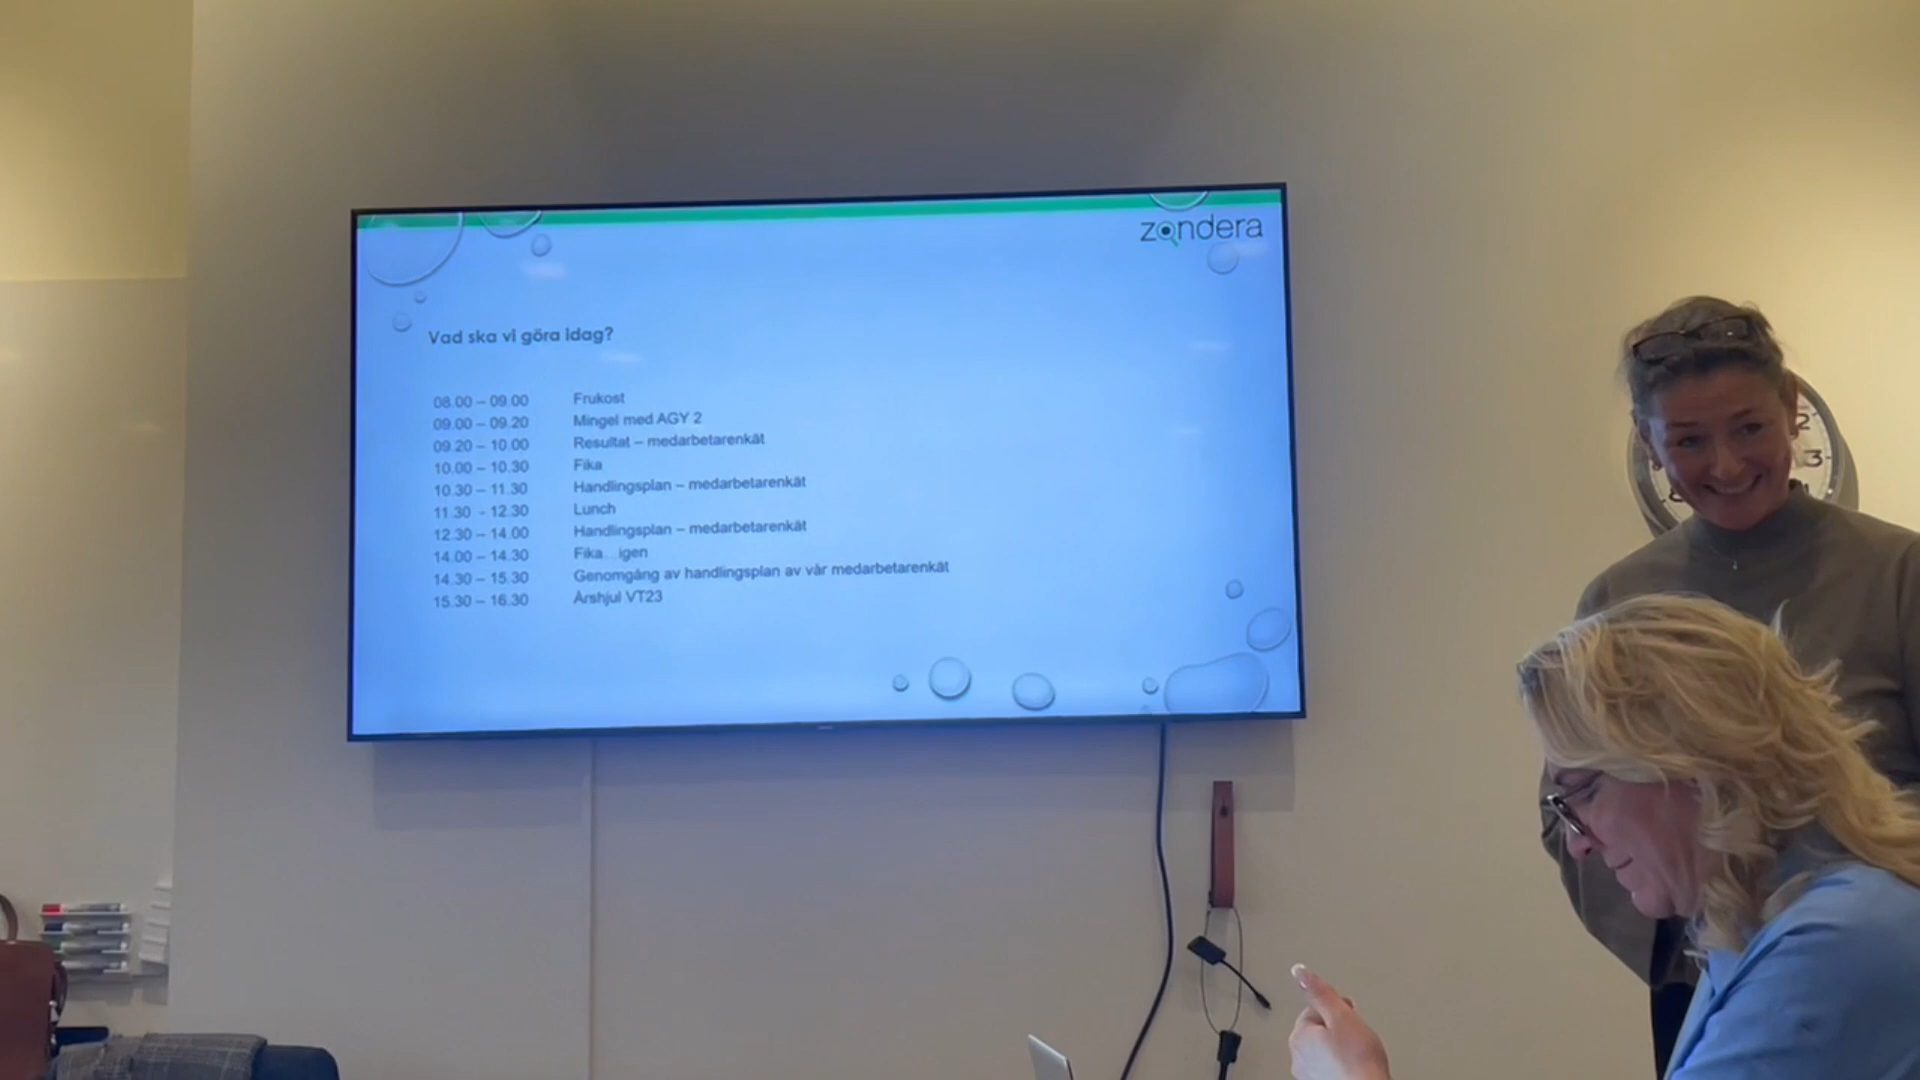 zondera
Vad ska vi göra idag?
08.00 – 09.00 Frukost
09.00 – 09.20 Mingel med AGY 2
09.20 – 10.00 Resultat – medarbetarenkät
10.00 – 10.30 Fika
10.30 – 11.30 Handlingsplan – medarbetarenkät
11.30 - 12.30 Lunch
12.30 – 14.00 Handlingsplan – medarbetarenkät
14.00 – 14.30 Fika...igen
14.30 – 15.30 Genomgång av handlingsplan av vår medarbetarenkät
15.30 – 16.30 Årshjul VT23
2
3